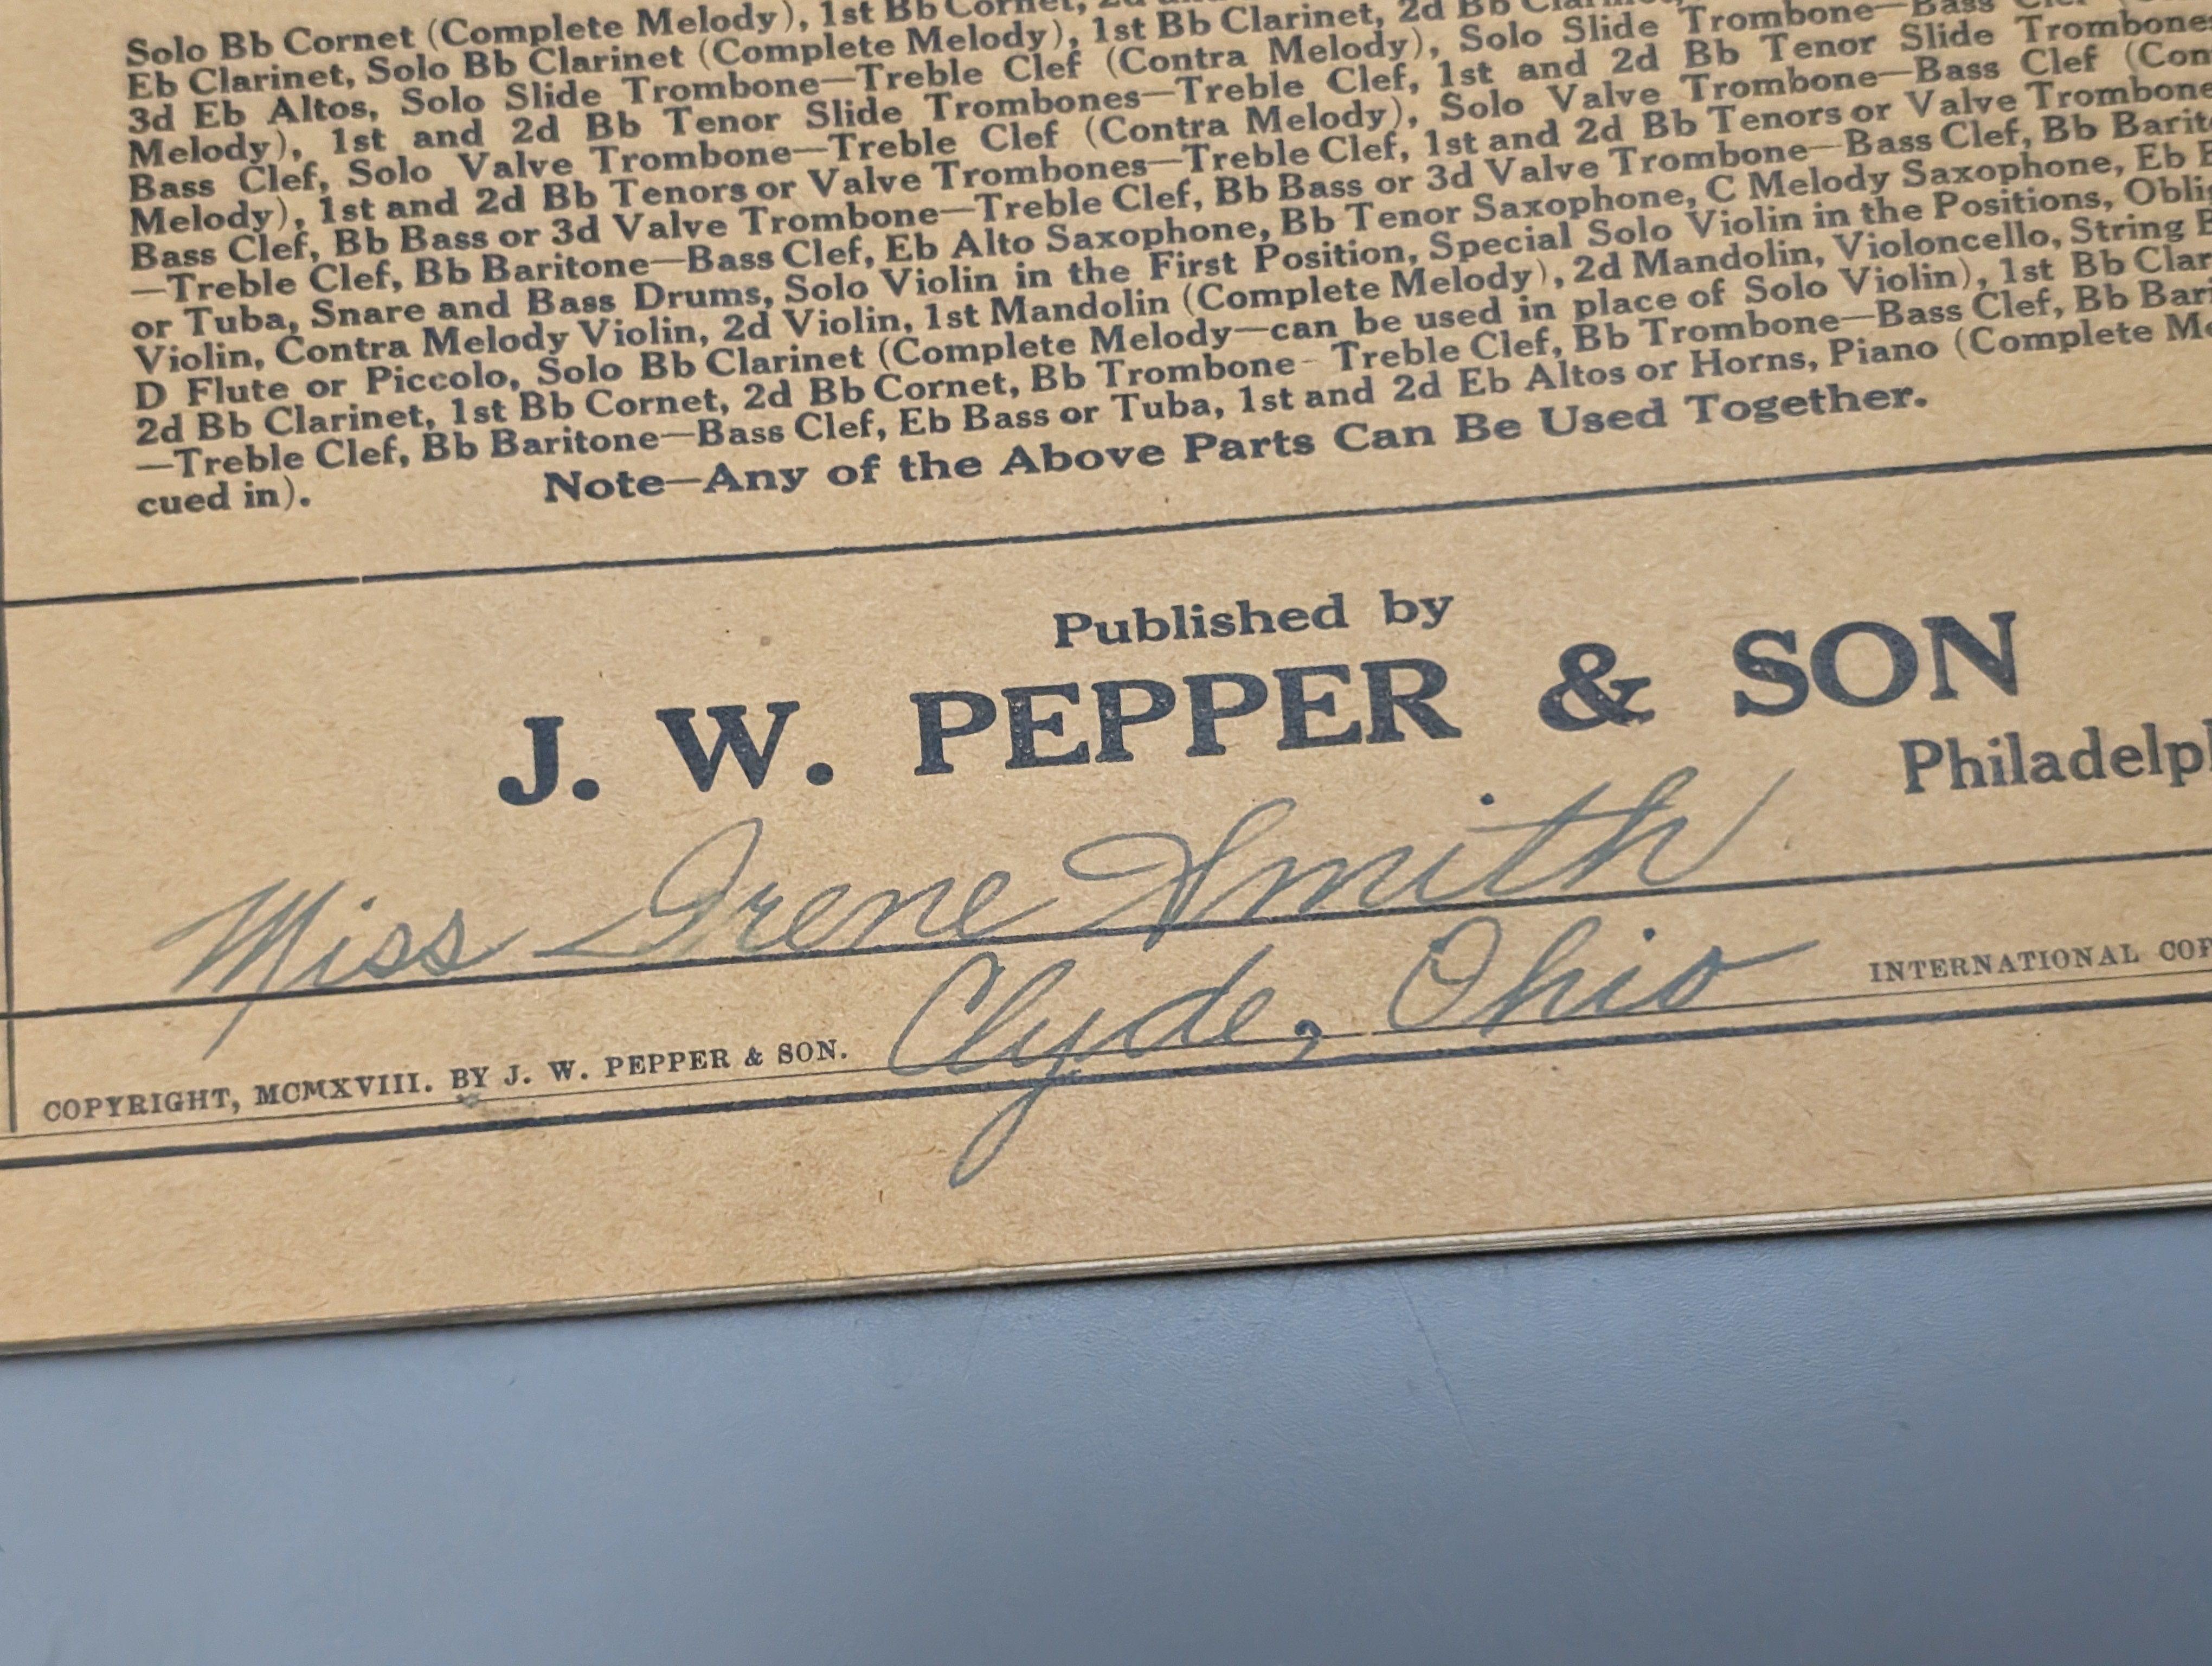 Solo Bb Cornet (Complete Melody), 1st Bb Cornet,
Eb Clarinet, Solo Bb Clarinet (Complete Melody), 1st Bb Clarinet, 2d Bb
3d Eb Altos, Solo Slide Trombone—Treble Clef (Contra Melody), Solo Slide Trombone—Bass
Melody), 1st and 2d Bb Tenor Slide Trombones—Treble Clef, 1st and 2d Bb Tenor Slide Trombone
Bass Clef, Solo Valve Trombone—Treble Clef (Contra Melody), Solo Valve Trombone—Bass Clef (Con
Melody), 1st and 2d Bb Tenors or Valve Trombones—Treble Clef, 1st and 2d Bb Tenors or Valve Trombone
Bass Clef, Bb Bass or 3d Valve Trombone—Treble Clef, Bb Bass or 3d Valve Trombone—Bass Clef, Bb Barit
—Treble Clef, Bb Baritone—Bass Clef, Eb Alto Saxophone, Bb Tenor Saxophone, C Melody Saxophone, Eb
or Tuba, Snare and Bass Drums, Solo Violin in the First Position, Special Solo Violin in the Positions, Obli
Violin, Contra Melody Violin, 2d Violin, 1st Mandolin (Complete Melody), 2d Mandolin, Violoncello, String
D Flute or Piccolo, Solo Bb Clarinet (Complete Melody—can be used in place of Solo Violin), 1st Bb Clar
2d Bb Clarinet, 1st Bb Cornet, 2d Bb Cornet, Bb Trombone- Treble Clef, Bb Trombone—Bass Clef, Bb Bari
—Treble Clef, Bb Baritone—Bass Clef, Eb Bass or Tuba, 1st and 2d Eb Altos or Horns, Piano (Complete M
cued in). Note—Any of the Above Parts Can Be Used Together.
Published by
J. W. PEPPER & SON
Philadelp
Miss Irene Smith
Clyde, Ohio
COPYRIGHT, MCMXVIII. BY J. W. PEPPER & SON.
INTERNATIONAL COP